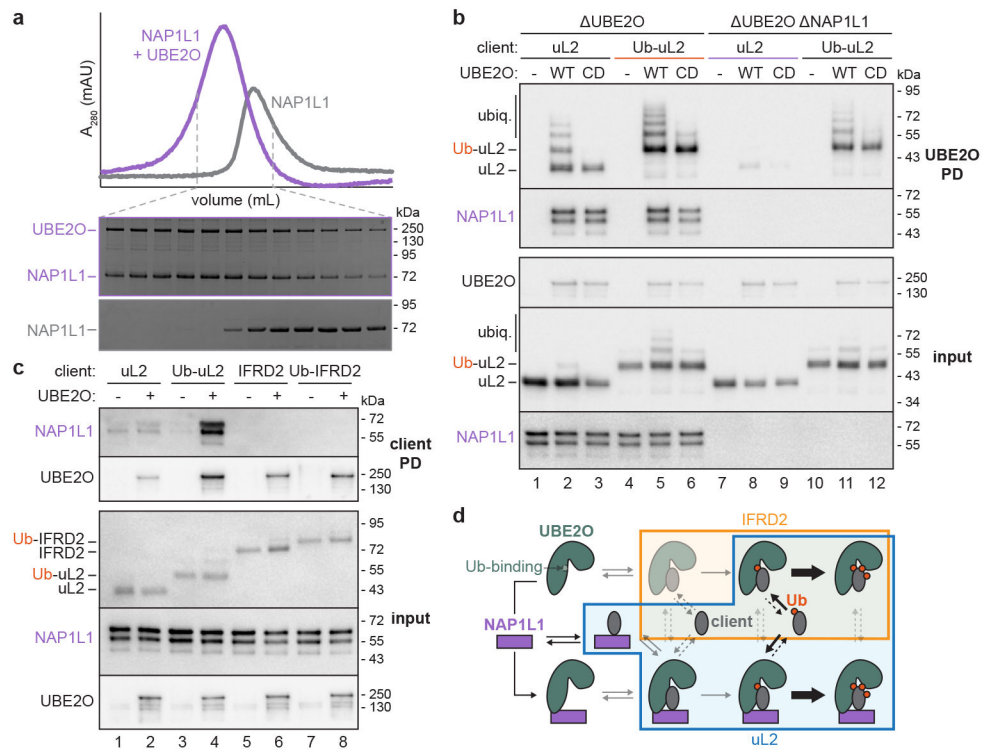 a
NAP1L1
+ UBE2O
NAP1L1
A280 (mAU)
volume (mL)
kDa
UBE2O
NAP1L1
- 250
- 130
- 95
- 72
NAP1L1
- 95
- 72
b
ΔUBE2O
ΔUBE2O ΔNAP1L1
client: uL2 Ub-uL2 uL2 Ub-uL2
UBE2O: - WT CD - WT CD - WT CD - WT CD
kDa
ubiq.
Ub-uL2
uL2
- 95
- 72
- 55
- 43
UBE2O
PD
NAP1L1
- 72
- 55
- 43
UBE2O
- 250
- 130
ubiq.
Ub-uL2
uL2
- 72
- 55
- 43
- 34
input
NAP1L1
- 72
- 55
1 2 3 4 5 6 7 8 9 10 11 12
c
client: uL2 Ub-uL2 IFRD2 Ub-IFRD2
UBE2O: - + - + - + - +
kDa
NAP1L1
- 72
- 55
client
PD
UBE2O
- 250
- 130
Ub-IFRD2
IFRD2
Ub-uL2
uL2
- 95
- 72
- 55
- 43
input
NAP1L1
- 72
- 55
- 43
UBE2O
- 250
- 130
1 2 3 4 5 6 7 8
d
IFRD2
UBE2O
Ub-binding
Ub
client
NAP1L1
uL2